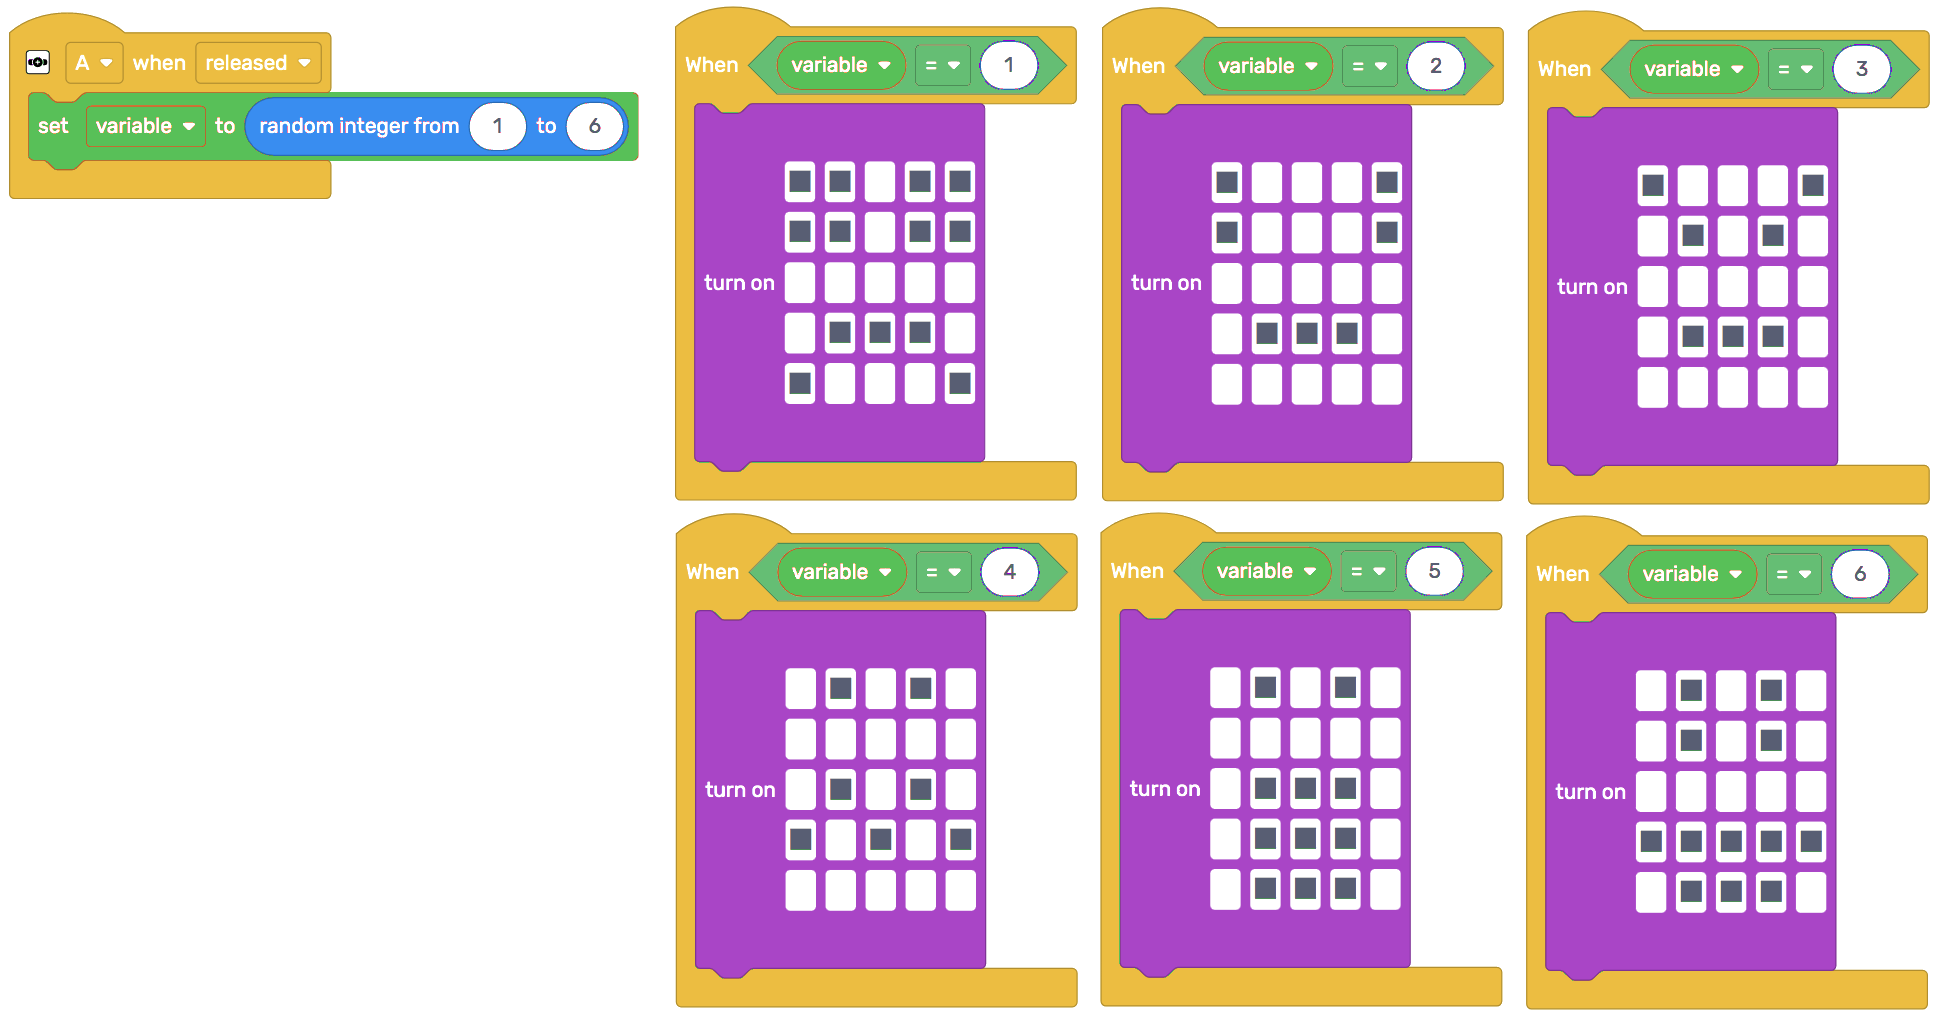 A when released
set variable to random integer from 1 to 6
When variable = 1
turn on
When variable = 2
turn on
When variable = 3
turn on
When variable = 4
turn on
When variable = 5
turn on
When variable = 6
turn on